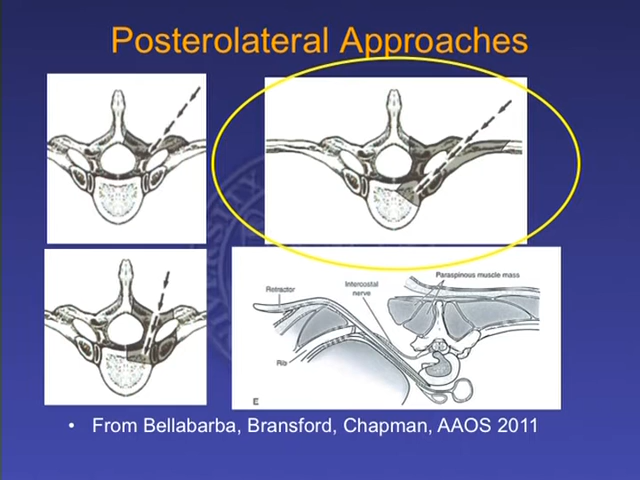 Posterolateral Approaches
Paraspinous muscle mass
Intercostal
nerve
Retractor
Rib
E
• From Bellabarba, Bransford, Chapman, AAOS 2011